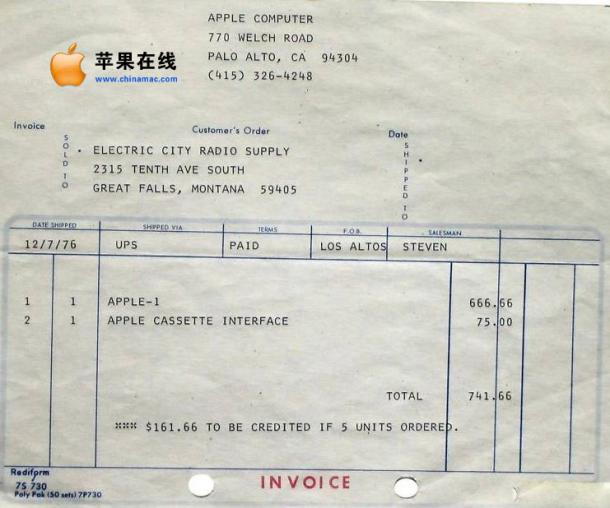 APPLE COMPUTER
770 WELCH ROAD
PALO ALTO, CA 94304
(415) 326-4248
苹果在线
www.chinamac.com
Invoice
Customer's Order
Date
SOLD TO
SHIPPED TO
ELECTRIC CITY RADIO SUPPLY
2315 TENTH AVE SOUTH
GREAT FALLS, MONTANA 59405
DATE SHIPPED SHIPPED VIA TERMS F.O.B. SALESMAN
12/7/76 UPS PAID LOS ALTOS STEVEN
1 1 APPLE-1 666.66
2 1 APPLE CASSETTE INTERFACE 75.00
TOTAL 741.66
*** $161.66 TO BE CREDITED IF 5 UNITS ORDERED.
Rediform
7S 730
Poly Pak (50 sets) 7P730
INVOICE